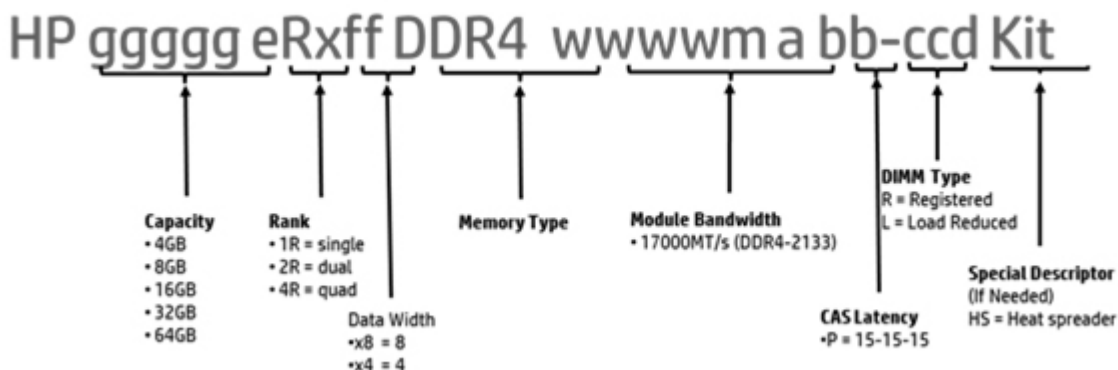 HP ggggg eRxff DDR4 wwwwm a bb-ccd Kit
Capacity
• 4GB
• 8GB
• 16GB
• 32GB
• 64GB
Rank
• 1R = single
• 2R = dual
• 4R = quad
Data Width
•x8 = 8
•x4 = 4
Memory Type
Module Bandwidth
• 17000MT/s (DDR4-2133)
CAS Latency
•P = 15-15-15
DIMM Type
R = Registered
L = Load Reduced
Special Descriptor
(If Needed)
HS = Heat spreader